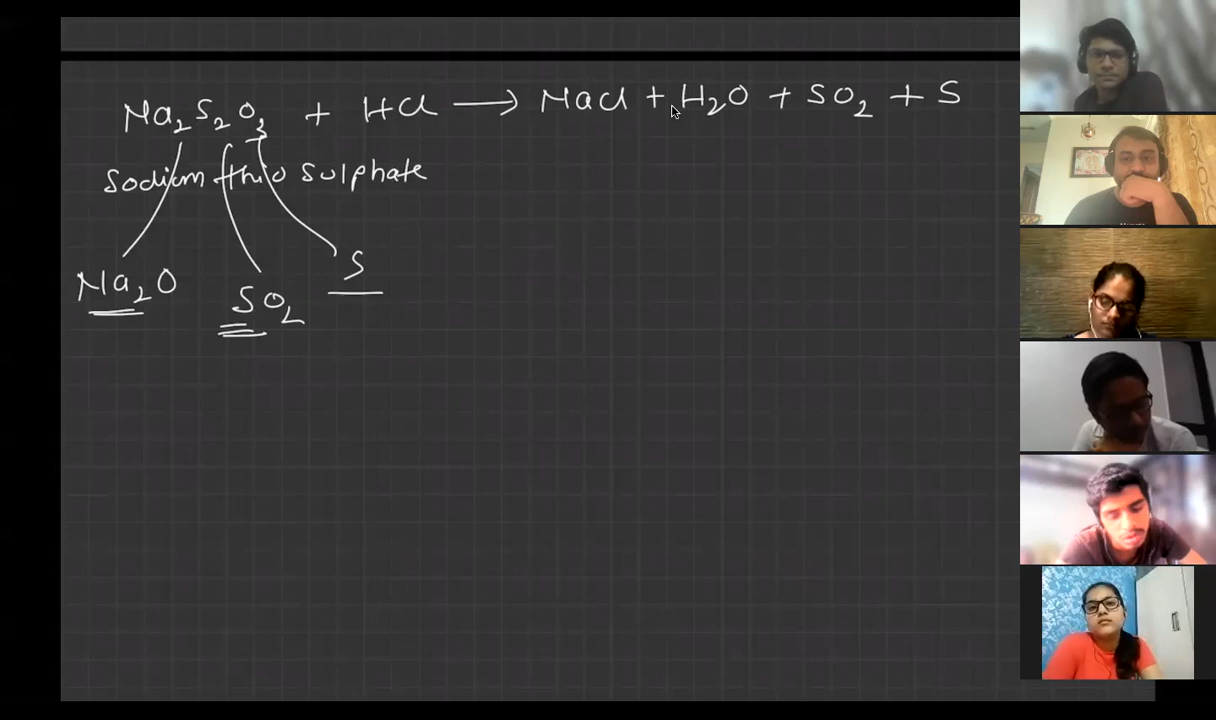 Na₂S₂O₃ + HCl ⟶ NaCl + H₂O + SO₂ + S
Sodium thio sulphate
Na₂O SO₂ S